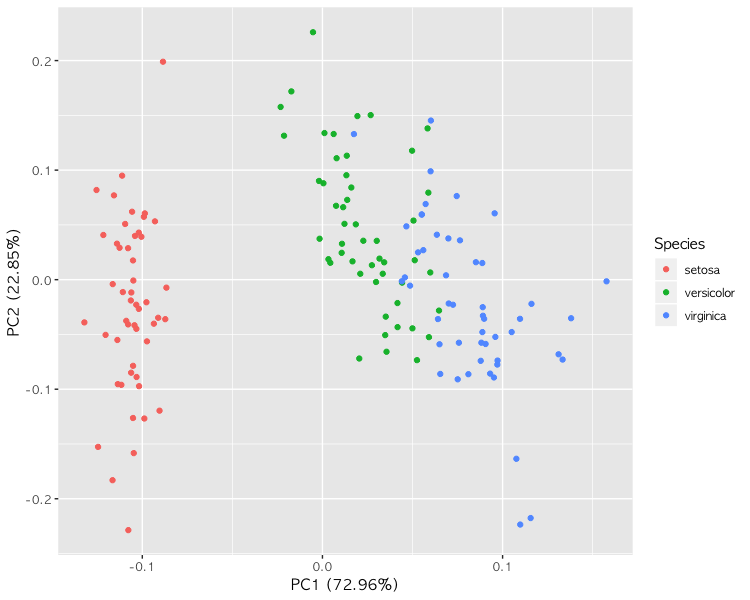 0.2
0.1
0.0
-0.1
-0.2
PC2 (22.85%)
-0.1
0.0
0.1
PC1 (72.96%)
Species
setosa
versicolor
virginica